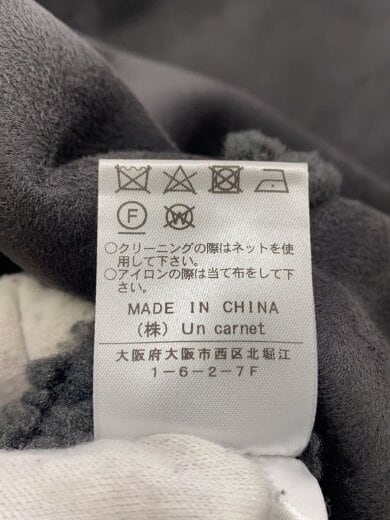 F W
○クリーニングの際はネットを使
用して下さい。
○アイロンの際は当て布をして下
さい。
MADE IN CHINA
(株) Un carnet
大阪府大阪市西区北堀江
1-6-2-7F